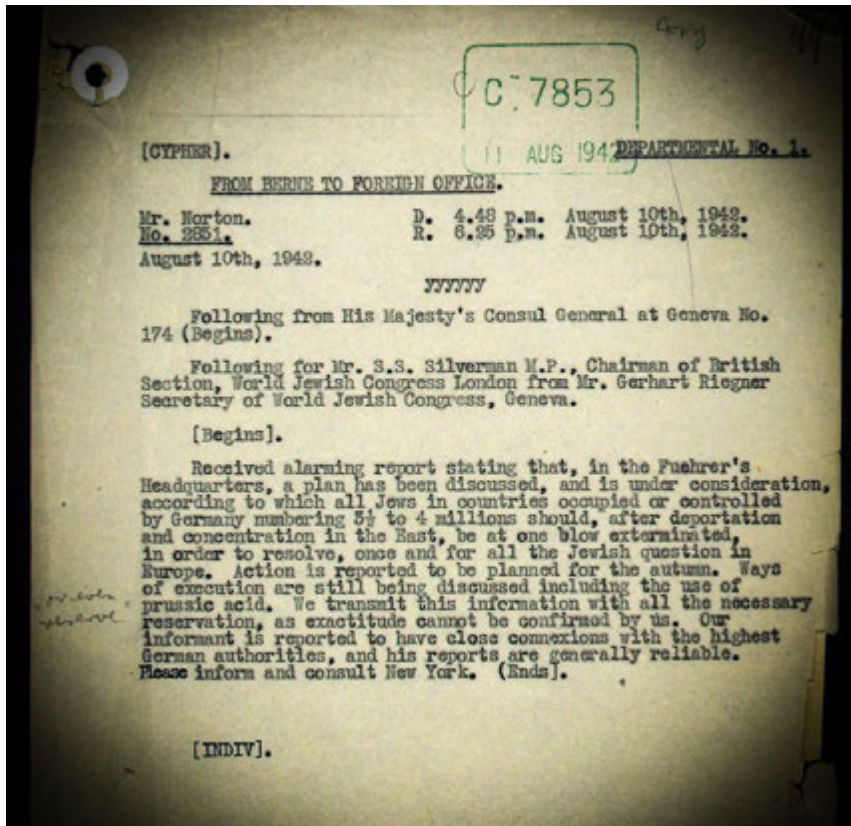 Copy
C 7853
11 AUG 1942
[CYPHER]. DEPARTMENTAL No. 1.
FROM BERNE TO FOREIGN OFFICE.
Mr. Norton. D. 4.48 p.m. August 10th, 1942.
No. 2851. R. 6.25 p.m. August 10th, 1942.
August 10th, 1942.
yyyyyy
Following from His Majesty's Consul General at Geneva No.
174 (Begins).
Following for Mr. S.S. Silverman M.P., Chairman of British
Section, World Jewish Congress London from Mr. Gerhart Riegner
Secretary of World Jewish Congress, Geneva.
[Begins].
Received alarming report stating that, in the Fuehrer's
Headquarters, a plan has been discussed, and is under consideration,
according to which all Jews in countries occupied or controlled
by Germany numbering 3½ to 4 millions should, after deportation
and concentration in the East, be at one blow exterminated,
in order to resolve, once and for all the Jewish question in
Europe. Action is reported to be planned for the autumn. Ways
of execution are still being discussed including the use of
prussic acid. We transmit this information with all the necessary
reservation, as exactitude cannot be confirmed by us. Our
informant is reported to have close connexions with the highest
German authorities, and his reports are generally reliable.
Please inform and consult New York. (Ends].
[INDIV].